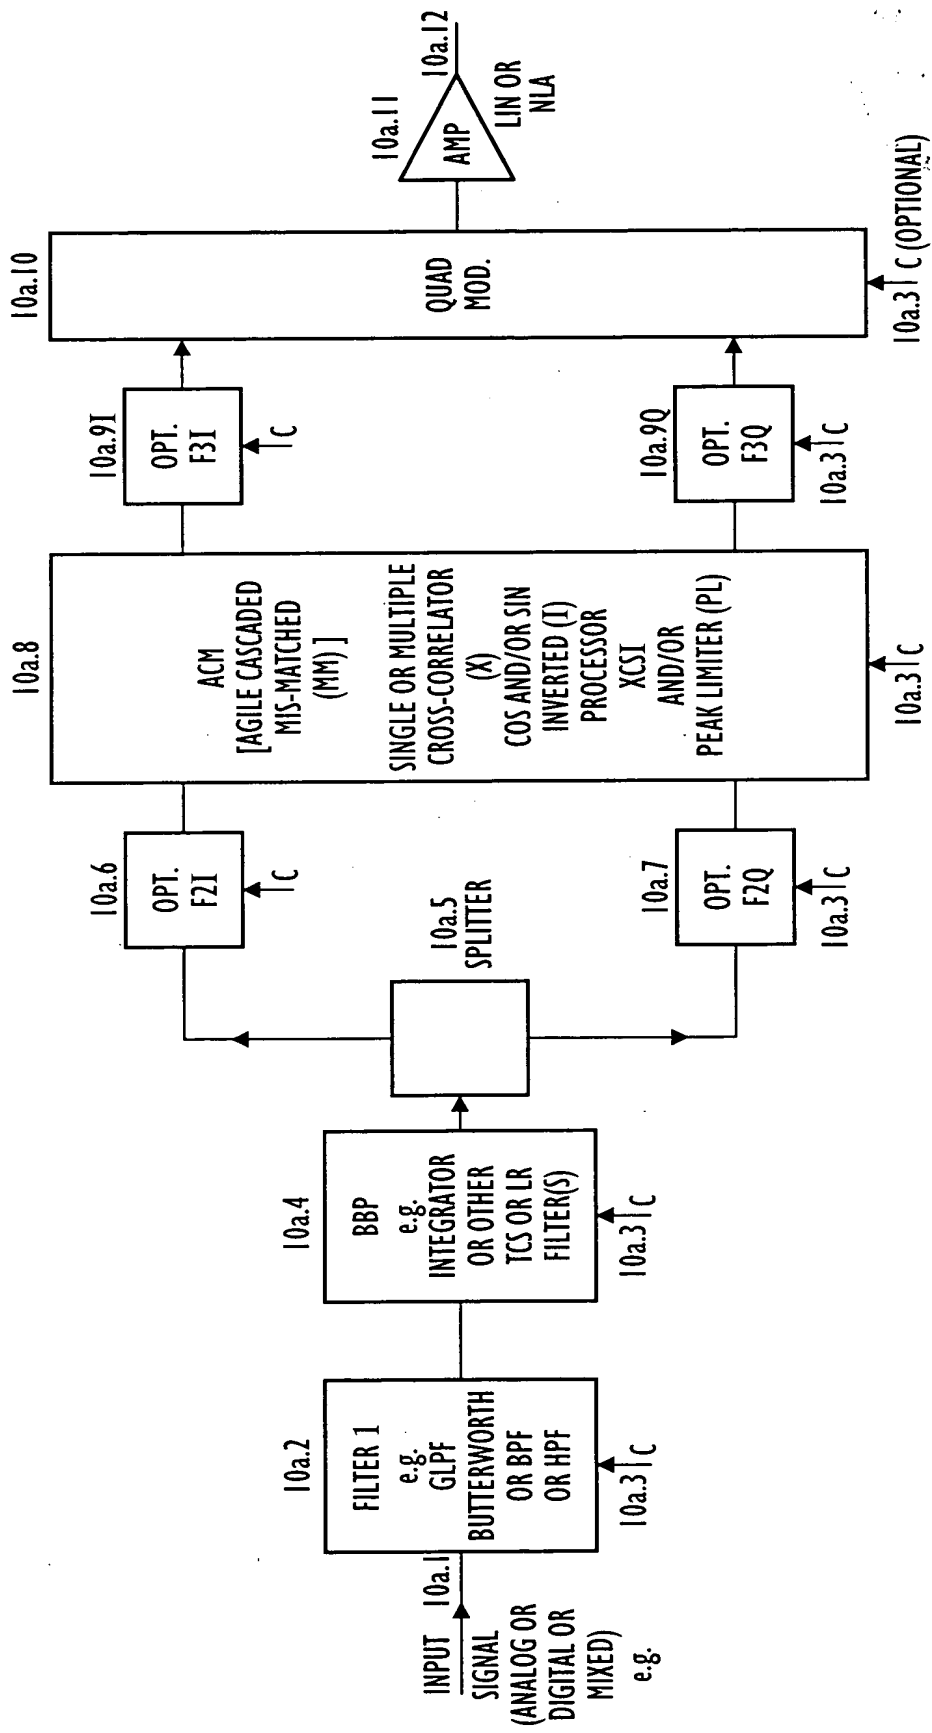 INPUT
SIGNAL
(ANALOG OR
DIGITAL OR
MIXED)
e.g.
10a.1
10a.2
FILTER 1
e.g.
GLPF
BUTTERWORTH
OR BPF
OR HPF
10a.3 C
10a.4
BBP
e.g.
INTEGRATOR
OR OTHER
TCS OR LR
FILTER(S)
10a.3 C
10a.5
SPLITTER
10a.6
OPT.
F2I
C
10a.7
OPT.
F2Q
10a.3 C
10a.8
ACM
[AGILE CASCADED
MIS-MATCHED
(MM) ]
SINGLE OR MULTIPLE
CROSS-CORRELATOR
(X)
COS AND/OR SIN
INVERTED (I)
PROCESSOR
XCSI
AND/OR
PEAK LIMITER (PL)
10a.3 C
10a.9I
OPT.
F3I
C
10a.9Q
OPT.
F3Q
10a.3 C
10a.10
QUAD
MOD.
10a.3 C (OPTIONAL)
10a.11
AMP
LIN OR
NLA
10a.12